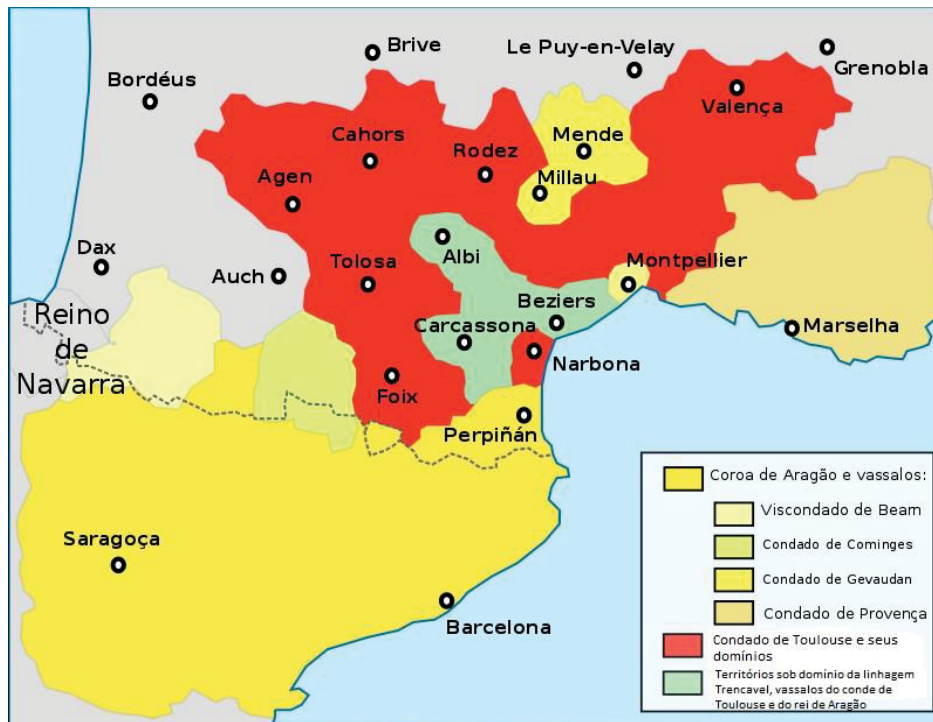 Brive
Le Puy-en-Velay
Grenobla
Bordéus
Valença
Cahors
Mende
Rodez
Agen
Millau
Dax
Albi
Auch
Tolosa
Montpellier
Reino
de
Navarra
Beziers
Carcassona
Marselha
Narbona
Foix
Perpiñán
Saragoça
Barcelona
Coroa de Aragão e vassalos:
Viscondado de Bearn
Condado de Cominges
Condado de Gevaudan
Condado de Provença
Condado de Toulouse e seus
domínios
Territórios sob domínio da linhagem
Trencavel, vassalos do conde de
Toulouse e do rei de Aragão